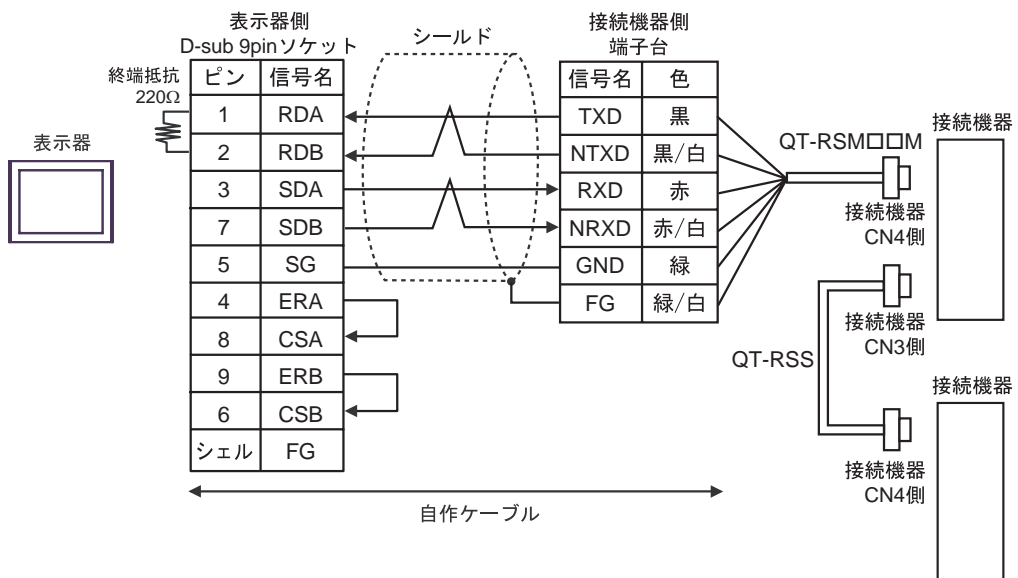 表示器側
D-sub 9pinソケット
シールド
接続機器側
端子台
終端抵抗
220Ω
表示器
ピン 信号名
1 RDA
2 RDB
3 SDA
7 SDB
5 SG
4 ERA
8 CSA
9 ERB
6 CSB
シェル FG
信号名 色
TXD 黒
NTXD 黒/白
RXD 赤
NRXD 赤/白
GND 緑
FG 緑/白
QT-RSM□□M
接続機器
接続機器
CN4側
接続機器
CN3側
QT-RSS
接続機器
接続機器
CN4側
自作ケーブル